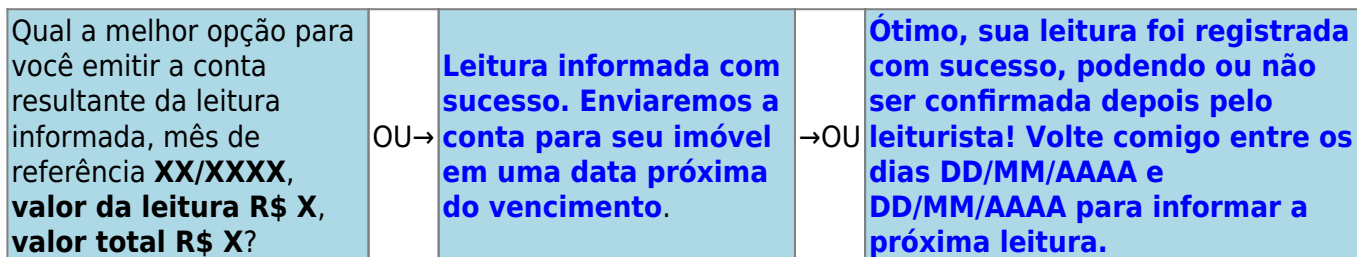 Qual a melhor opção para
você emitir a conta
resultante da leitura
informada, mês de
referência XX/XXXX,
valor da leitura R$ X,
valor total R$ X?
OU→
Leitura informada com
sucesso. Enviaremos a
conta para seu imóvel
em uma data próxima
do vencimento.
→OU
Ótimo, sua leitura foi registrada
com sucesso, podendo ou não
ser confirmada depois pelo
leiturista! Volte comigo entre os
dias DD/MM/AAAA e
DD/MM/AAAA para informar a
próxima leitura.